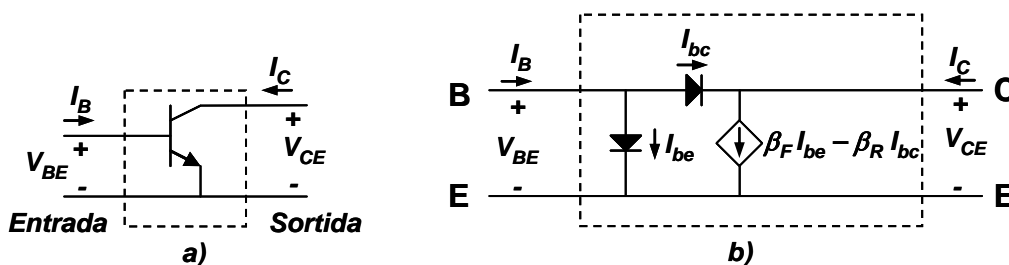 I_B
I_C
+
+
V_BE
V_CE
-
-
Entrada
Sortida
a)
I_B
I_bc
I_C
B
C
+
+
V_BE
I_be
β_F I_be − β_R I_bc
V_CE
-
-
E
E
b)